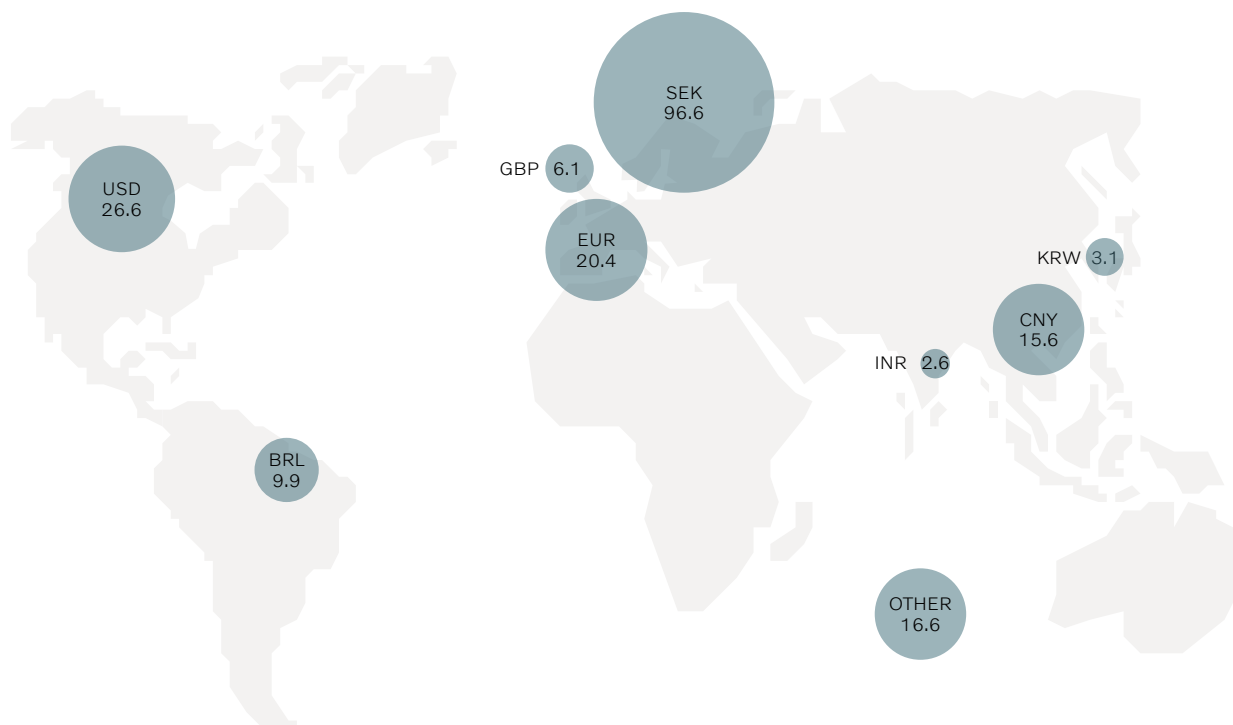 SEK
96.6
GBP 6.1
USD
26.6
EUR
20.4
KRW 3.1
CNY
15.6
INR 2.6
BRL
9.9
OTHER
16.6